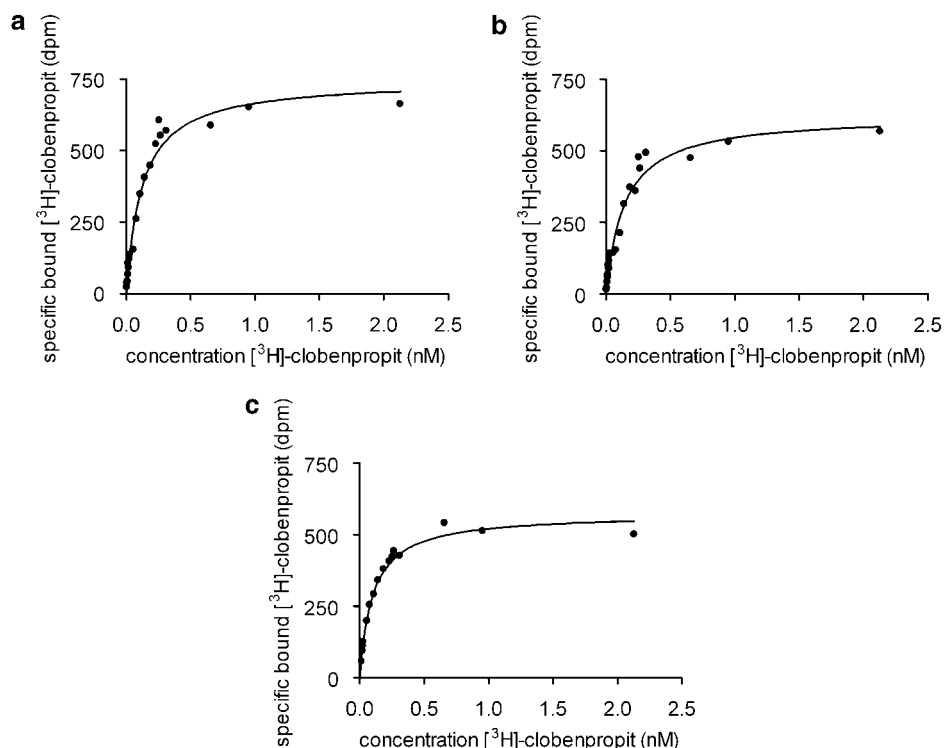 a
specific bound [³H]-clobenpropit (dpm)
750
500
250
0
0.0 0.5 1.0 1.5 2.0 2.5
concentration [³H]-clobenpropit (nM)
b
specific bound [³H]-clobenpropit (dpm)
750
500
250
0
0.0 0.5 1.0 1.5 2.0 2.5
concentration [³H]-clobenpropit (nM)
c
specific bound [³H]-clobenpropit (dpm)
750
500
250
0
0.0 0.5 1.0 1.5 2.0 2.5
concentration [³H]-clobenpropit (nM)